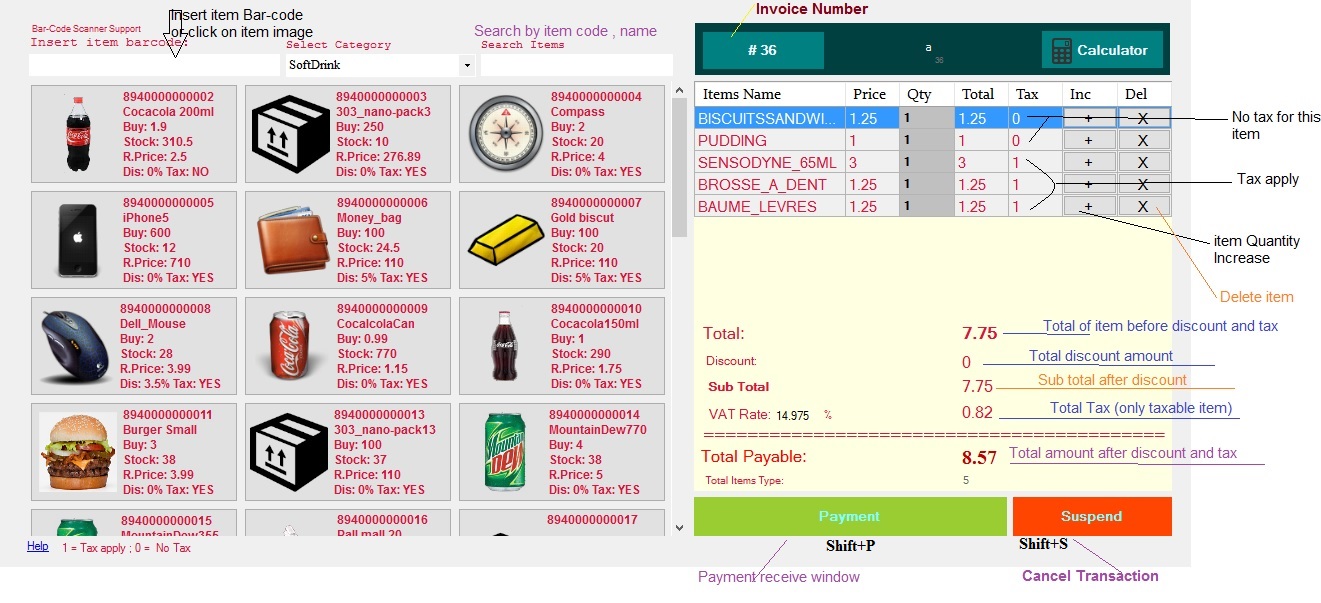 Invoice Number
Insert item Bar-code
or click on item image
Bar-Code Scanner Support
Insert item barcode:
Select Category
SoftDrink
Search by item code , name
Search Items
# 36
a
36
Calculator
8940000000002
Cocacola 200ml
Buy: 1.9
Stock: 310.5
R.Price: 2.5
Dis: 0% Tax: NO
8940000000003
303_nano-pack3
Buy: 250
Stock: 10
R.Price: 276.89
Dis: 0% Tax: YES
8940000000004
Compass
Buy: 2
Stock: 20
R.Price: 4
Dis: 0% Tax: YES
8940000000005
iPhone5
Buy: 600
Stock: 12
R.Price: 710
Dis: 0% Tax: YES
8940000000006
Money_bag
Buy: 100
Stock: 24.5
R.Price: 110
Dis: 5% Tax: YES
8940000000007
Gold biscut
Buy: 100
Stock: 20
R.Price: 110
Dis: 5% Tax: YES
8940000000008
Dell_Mouse
Buy: 2
Stock: 28
R.Price: 3.99
Dis: 3.5% Tax: YES
8940000000009
CocalcolaCan
Buy: 0.99
Stock: 770
R.Price: 1.15
Dis: 0% Tax: YES
8940000000010
Cocacola150ml
Buy: 1
Stock: 290
R.Price: 1.75
Dis: 0% Tax: YES
8940000000011
Burger Small
Buy: 3
Stock: 38
R.Price: 3.99
Dis: 0% Tax: YES
8940000000013
303_nano-pack13
Buy: 100
Stock: 37
R.Price: 110
Dis: 0% Tax: YES
8940000000014
MountainDew770
Buy: 4
Stock: 38
R.Price: 5
Dis: 0% Tax: YES
8940000000015
MountainDew355
8940000000016
Pall mall 20
8940000000017
Help 1 = Tax apply ; 0 = No Tax
Items Name Price Qty Total Tax Inc Del
BISCUITSSANDWI... 1.25 1 1.25 0 + X
PUDDING 1 1 1 0 + X
SENSODYNE_65ML 3 1 3 1 + X
BROSSE_A_DENT 1.25 1 1.25 1 + X
BAUME_LEVRES 1.25 1 1.25 1 + X
No tax for this
item
Tax apply
item Quantity
Increase
Delete item
Total: 7.75 Total of item before discount and tax
Discount: 0 Total discount amount
Sub Total 7.75 Sub total after discount
VAT Rate: 14.975 % 0.82 Total Tax (only taxable item)
Total Payable: 8.57 Total amount after discount and tax
Total Items Type: 5
Payment
Suspend
Shift+P
Shift+S
Payment receive window
Cancel Transaction